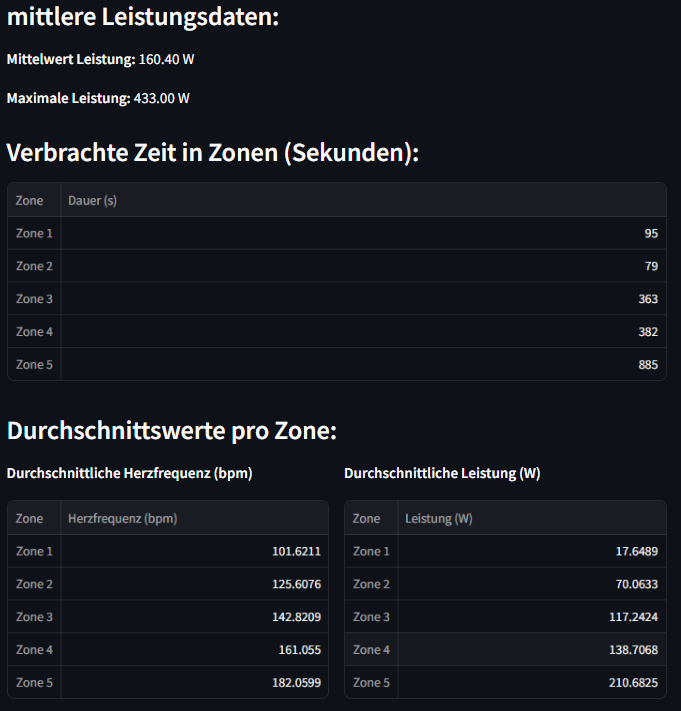 mittlere Leistungsdaten:
Mittelwert Leistung: 160.40 W
Maximale Leistung: 433.00 W
Verbrachte Zeit in Zonen (Sekunden):
Zone Dauer (s)
Zone 1 95
Zone 2 79
Zone 3 363
Zone 4 382
Zone 5 885
Durchschnittswerte pro Zone:
Durchschnittliche Herzfrequenz (bpm)
Zone Herzfrequenz (bpm)
Zone 1 101.6211
Zone 2 125.6076
Zone 3 142.8209
Zone 4 161.055
Zone 5 182.0599
Durchschnittliche Leistung (W)
Zone Leistung (W)
Zone 1 17.6489
Zone 2 70.0633
Zone 3 117.2424
Zone 4 138.7068
Zone 5 210.6825